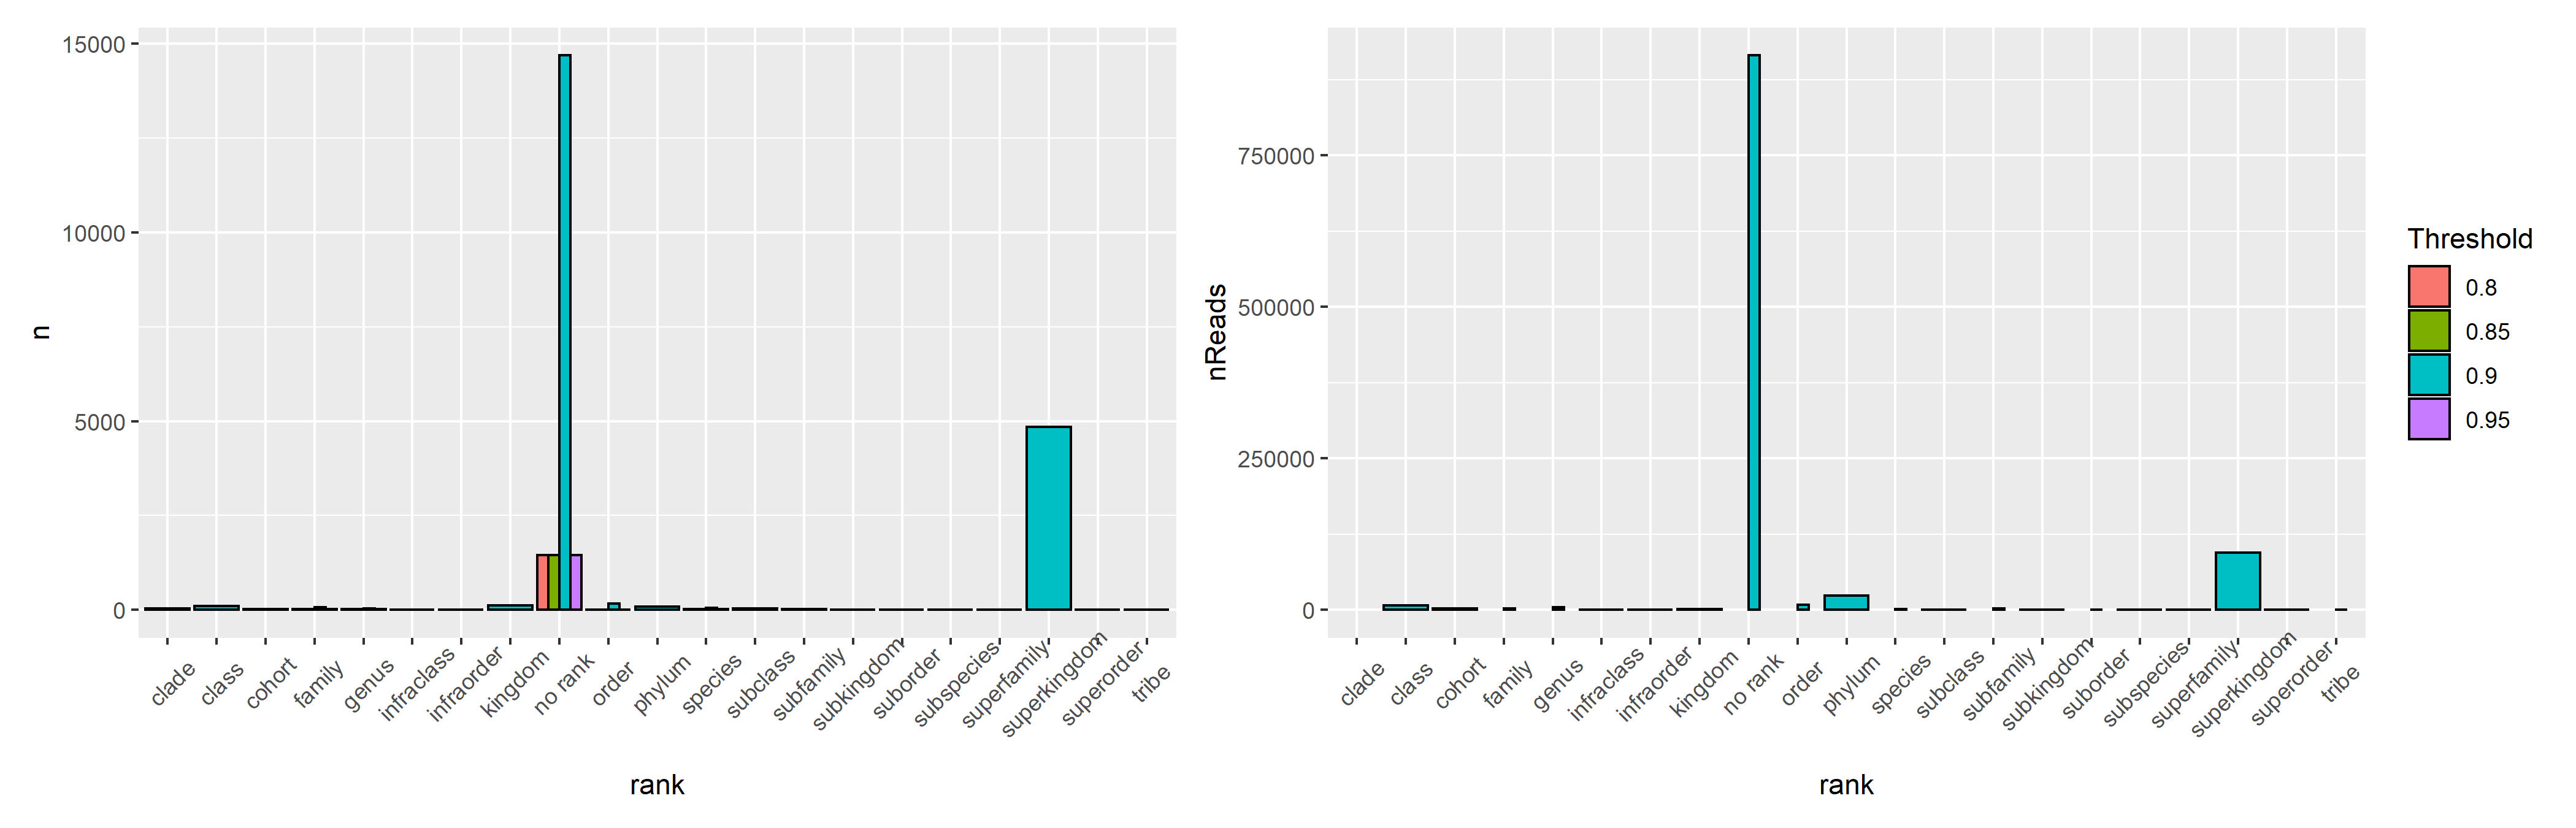 15000
10000
5000
0
n
clade
class
cohort
family
genus
infraclass
infraorder
kingdom
no rank
order
phylum
species
subclass
subfamily
subkingdom
suborder
subspecies
superfamily
superkingdom
superorder
tribe
rank
750000
500000
250000
0
nReads
clade
class
cohort
family
genus
infraclass
infraorder
kingdom
no rank
order
phylum
species
subclass
subfamily
subkingdom
suborder
subspecies
superfamily
superkingdom
superorder
tribe
rank
Threshold
0.8
0.85
0.9
0.95